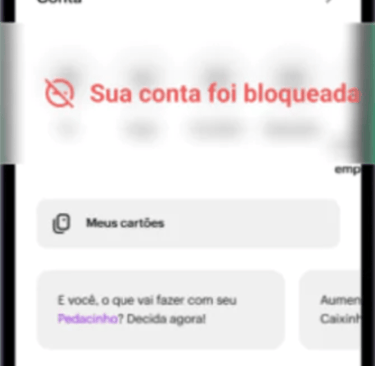 Conta
Sua conta foi bloqueada
emp
Meus cartões
E você, o que vai fazer com seu
Pedacinho? Decida agora!
Aumen
Caixinh